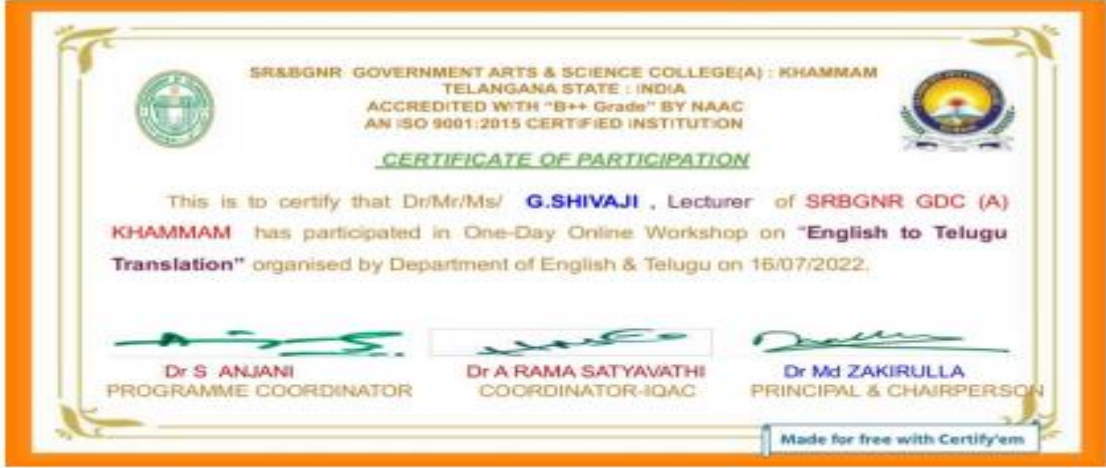 SR&BGNR GOVERNMENT ARTS & SCIENCE COLLEGE(A) : KHAMMAM
TELANGANA STATE : INDIA
ACCREDITED WITH "B++ Grade" BY NAAC
AN ISO 9001:2015 CERTIFIED INSTITUTION
CERTIFICATE OF PARTICIPATION
This is to certify that Dr/Mr/Ms/ G.SHIVAJI , Lecturer of SRBGNR GDC (A)
KHAMMAM has participated in One-Day Online Workshop on "English to Telugu
Translation" organised by Department of English & Telugu on 16/07/2022.
Dr S ANJANI
PROGRAMME COORDINATOR
Dr A RAMA SATYAVATHI
COORDINATOR-IQAC
Dr Md ZAKIRULLA
PRINCIPAL & CHAIRPERSON
Made for free with Certify'em